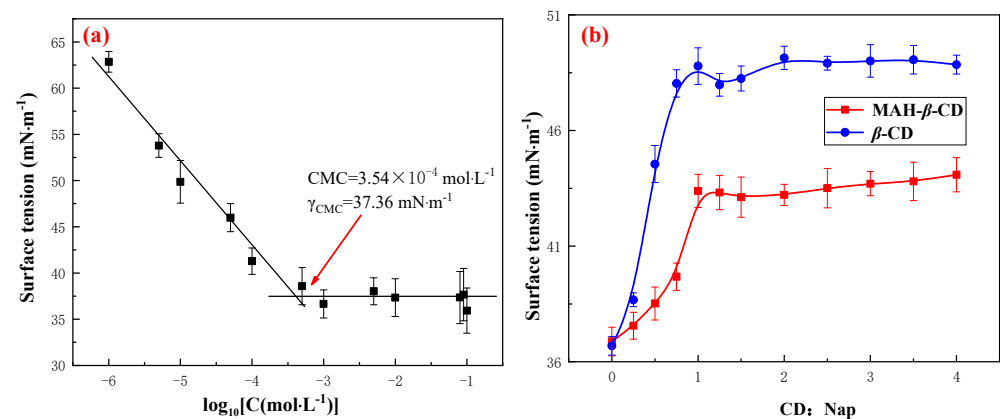 (a)
Surface tension (mN·m⁻¹)
65
60
55
50
45
40
35
30
CMC=3.54×10⁻⁴ mol·L⁻¹
γCMC=37.36 mN·m⁻¹
-6
-5
-4
-3
-2
-1
log₁₀[C(mol·L⁻¹)]
(b)
Surface tension (mN·m⁻¹)
51
46
41
36
MAH-β-CD
β-CD
0
1
2
3
4
CD：Nap